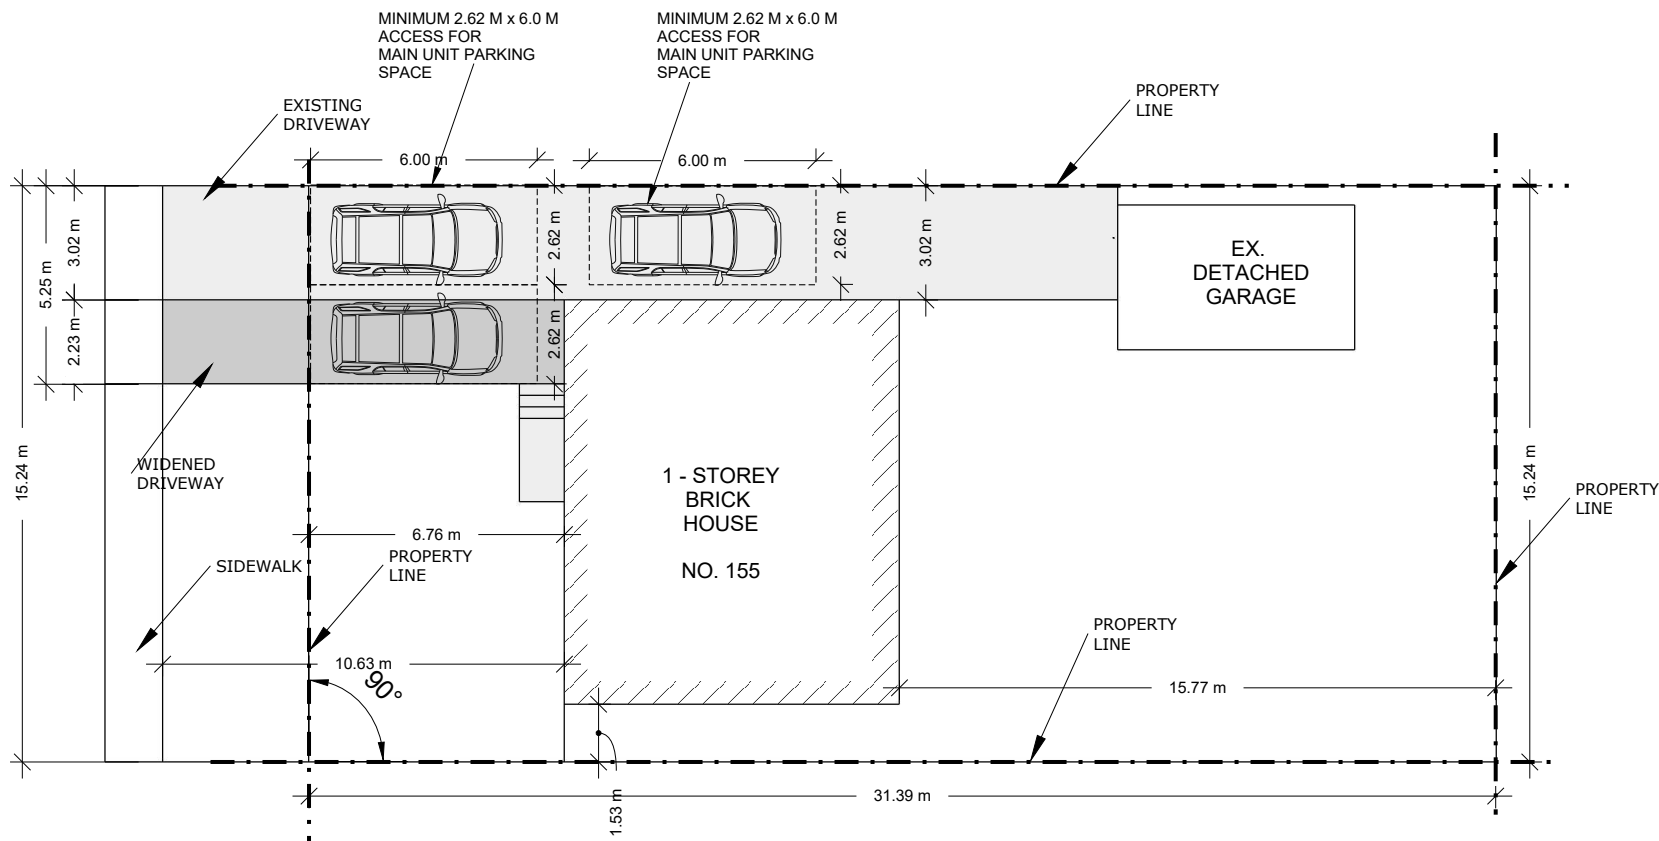 MINIMUM 2.62 M x 6.0 M
ACCESS FOR
MAIN UNIT PARKING
SPACE
MINIMUM 2.62 M x 6.0 M
ACCESS FOR
MAIN UNIT PARKING
SPACE
EXISTING
DRIVEWAY
PROPERTY
LINE
6.00 m
6.00 m
3.02 m
5.25 m
2.23 m
2.62 m
2.62 m
2.62 m
3.02 m
EX.
DETACHED
GARAGE
15.24 m
WIDENED
DRIVEWAY
1 - STOREY
BRICK
HOUSE
NO. 155
15.24 m
PROPERTY
LINE
6.76 m
SIDEWALK
PROPERTY
LINE
PROPERTY
LINE
10.63 m
90°
15.77 m
31.39 m
1.53 m